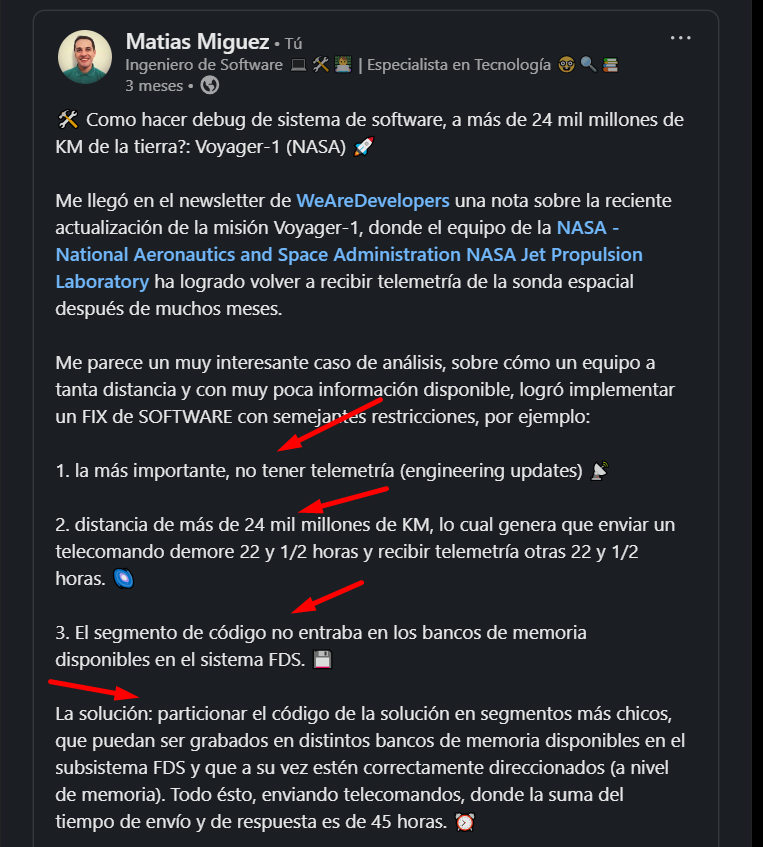 Matias Miguez • Tú
Ingeniero de Software 💻 🛠️ 👨‍💻 | Especialista en Tecnología 🤓 🔍 📚
3 meses •
🛠️ Como hacer debug de sistema de software, a más de 24 mil millones de
KM de la tierra?: Voyager-1 (NASA) 🚀
Me llegó en el newsletter de WeAreDevelopers una nota sobre la reciente
actualización de la misión Voyager-1, donde el equipo de la NASA -
National Aeronautics and Space Administration NASA Jet Propulsion
Laboratory ha logrado volver a recibir telemetría de la sonda espacial
después de muchos meses.
Me parece un muy interesante caso de análisis, sobre cómo un equipo a
tanta distancia y con muy poca información disponible, logró implementar
un FIX de SOFTWARE con semejantes restricciones, por ejemplo:
1. la más importante, no tener telemetría (engineering updates) 📡
2. distancia de más de 24 mil millones de KM, lo cual genera que enviar un
telecomando demore 22 y 1/2 horas y recibir telemetría otras 22 y 1/2
horas. 🌌
3. El segmento de código no entraba en los bancos de memoria
disponibles en el sistema FDS. 💾
La solución: particionar el código de la solución en segmentos más chicos,
que puedan ser grabados en distintos bancos de memoria disponibles en el
subsistema FDS y que a su vez estén correctamente direccionados (a nivel
de memoria). Todo ésto, enviando telecomandos, donde la suma del
tiempo de envío y de respuesta es de 45 horas. ⏰